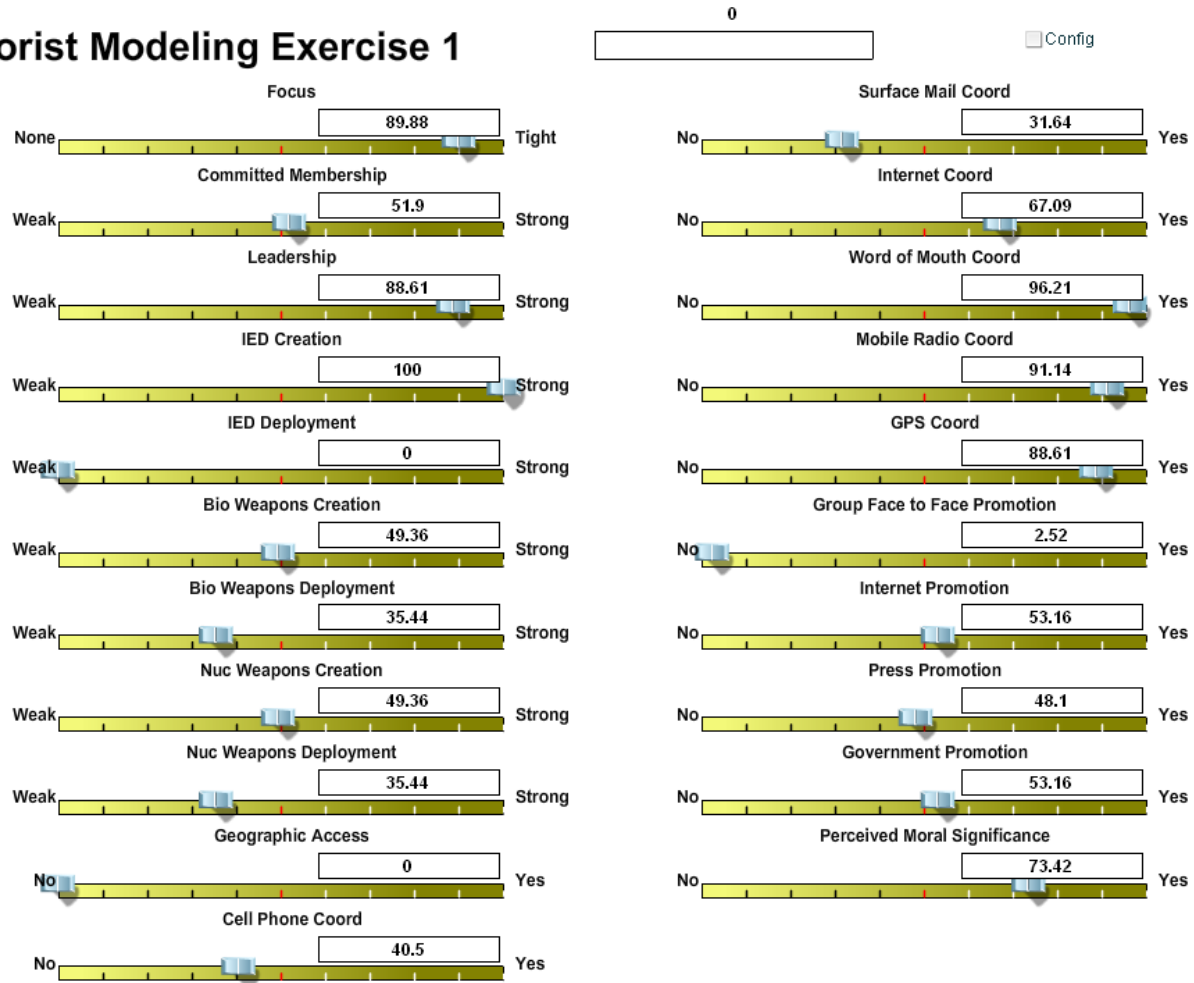 0
orist Modeling Exercise 1
Config
Focus
89.88
None Tight
Committed Membership
51.9
Weak Strong
Leadership
88.61
Weak Strong
IED Creation
100
Weak Strong
IED Deployment
0
Weak Strong
Bio Weapons Creation
49.36
Weak Strong
Bio Weapons Deployment
35.44
Weak Strong
Nuc Weapons Creation
49.36
Weak Strong
Nuc Weapons Deployment
35.44
Weak Strong
Geographic Access
0
No Yes
Cell Phone Coord
40.5
No Yes
Surface Mail Coord
31.64
No Yes
Internet Coord
67.09
No Yes
Word of Mouth Coord
96.21
No Yes
Mobile Radio Coord
91.14
No Yes
GPS Coord
88.61
No Yes
Group Face to Face Promotion
2.52
No Yes
Internet Promotion
53.16
No Yes
Press Promotion
48.1
No Yes
Government Promotion
53.16
No Yes
Perceived Moral Significance
73.42
No Yes